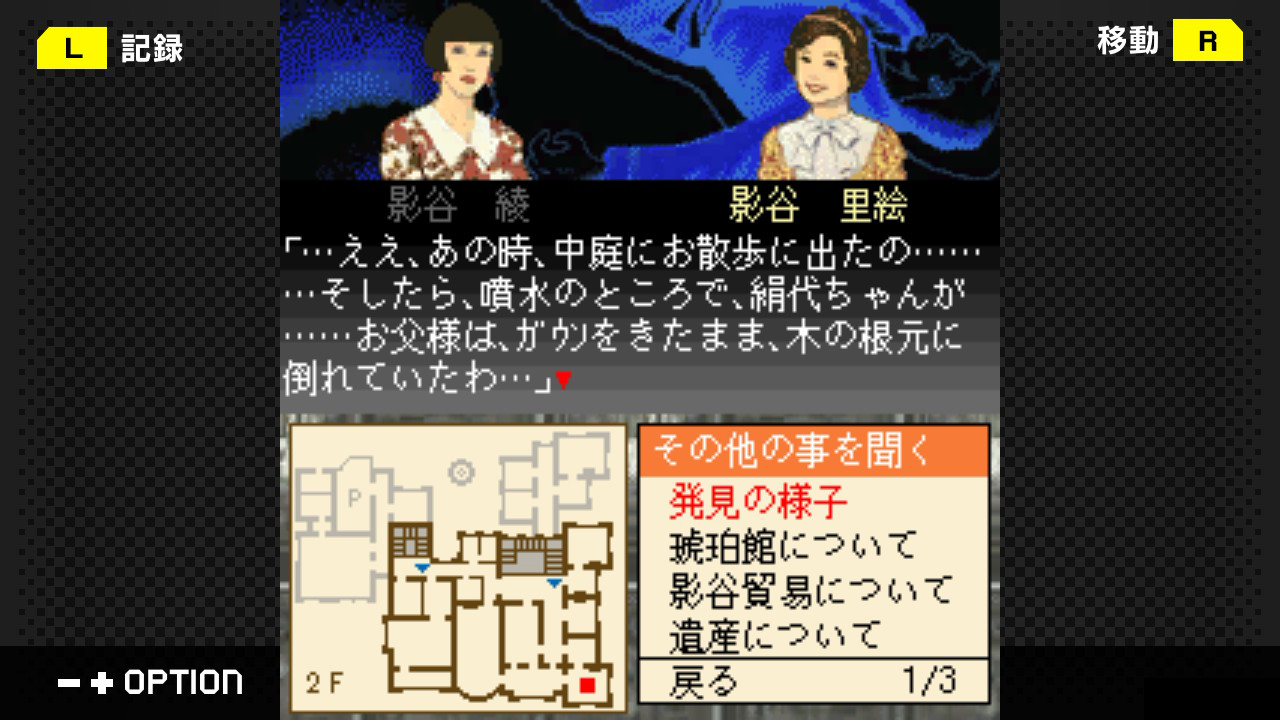 L 記録
移動 R
影谷 綾
影谷 里絵
「…ええ、あの時、中庭にお散歩に出たの……
…そしたら、噴水のところで、絹代ちゃんが
……お父様は、ガウンをきたまま、木の根元に
倒れていたわ…」♥
P
2F
その他の事を聞く
発見の様子
琥珀館について
影谷貿易について
遺産について
戻る 1/3
-+ OPTION